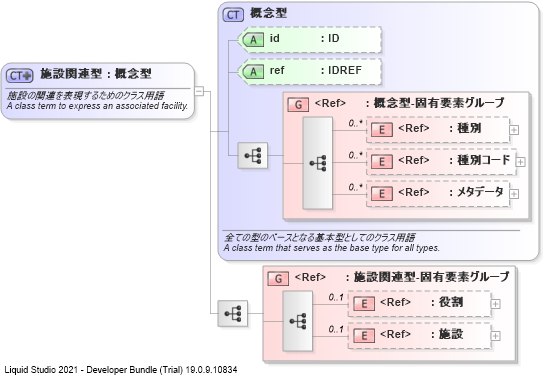 CT 概念型
A id : ID
A ref : IDREF
CT 施設関連型 : 概念型
施設の関連を表現するためのクラス用語
A class term to express an associated facility.
G <Ref> : 概念型-固有要素グループ
0..*
E <Ref> : 種別
0..*
E <Ref> : 種別コード
0..*
E <Ref> : メタデータ
全ての型のベースとなる基本型としてのクラス用語
A class term that serves as the base type for all types.
G <Ref> : 施設関連型-固有要素グループ
0..1
E <Ref> : 役割
0..1
E <Ref> : 施設
Liquid Studio 2021 - Developer Bundle (Trial) 19.0.9.10834